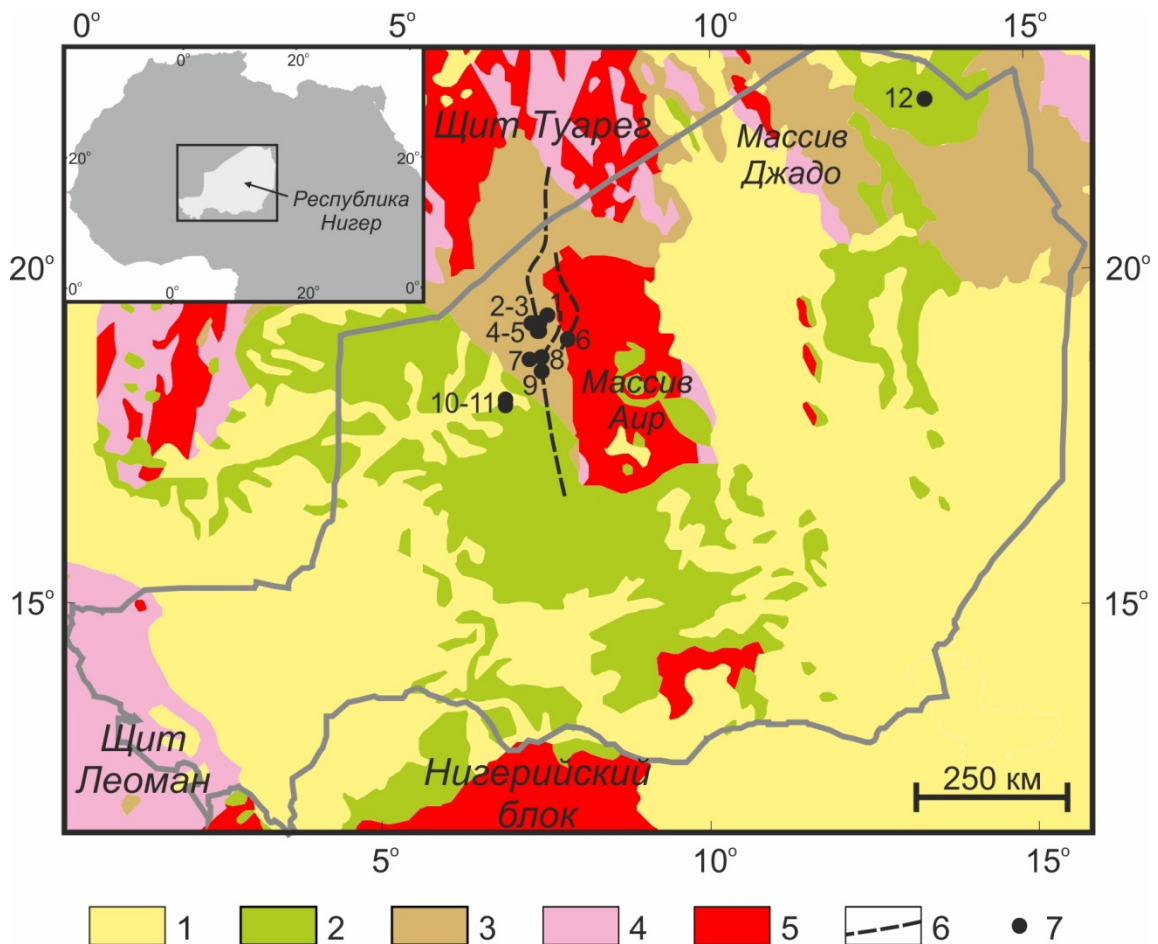 0° 5° 10° 15°
0° 20°
20° 20°
Республика
Нигер
0° 0° 20° 0°
Щит Туарег
12
Массив
Джадо
20° 20°
2-3 1
4-5 6
7 8
9
Массив
Аир
10-11
15° 15°
Щит
Леоман
Нигерийский
блок
250 км
5° 10° 15°
1 2 3 4 5 6 7